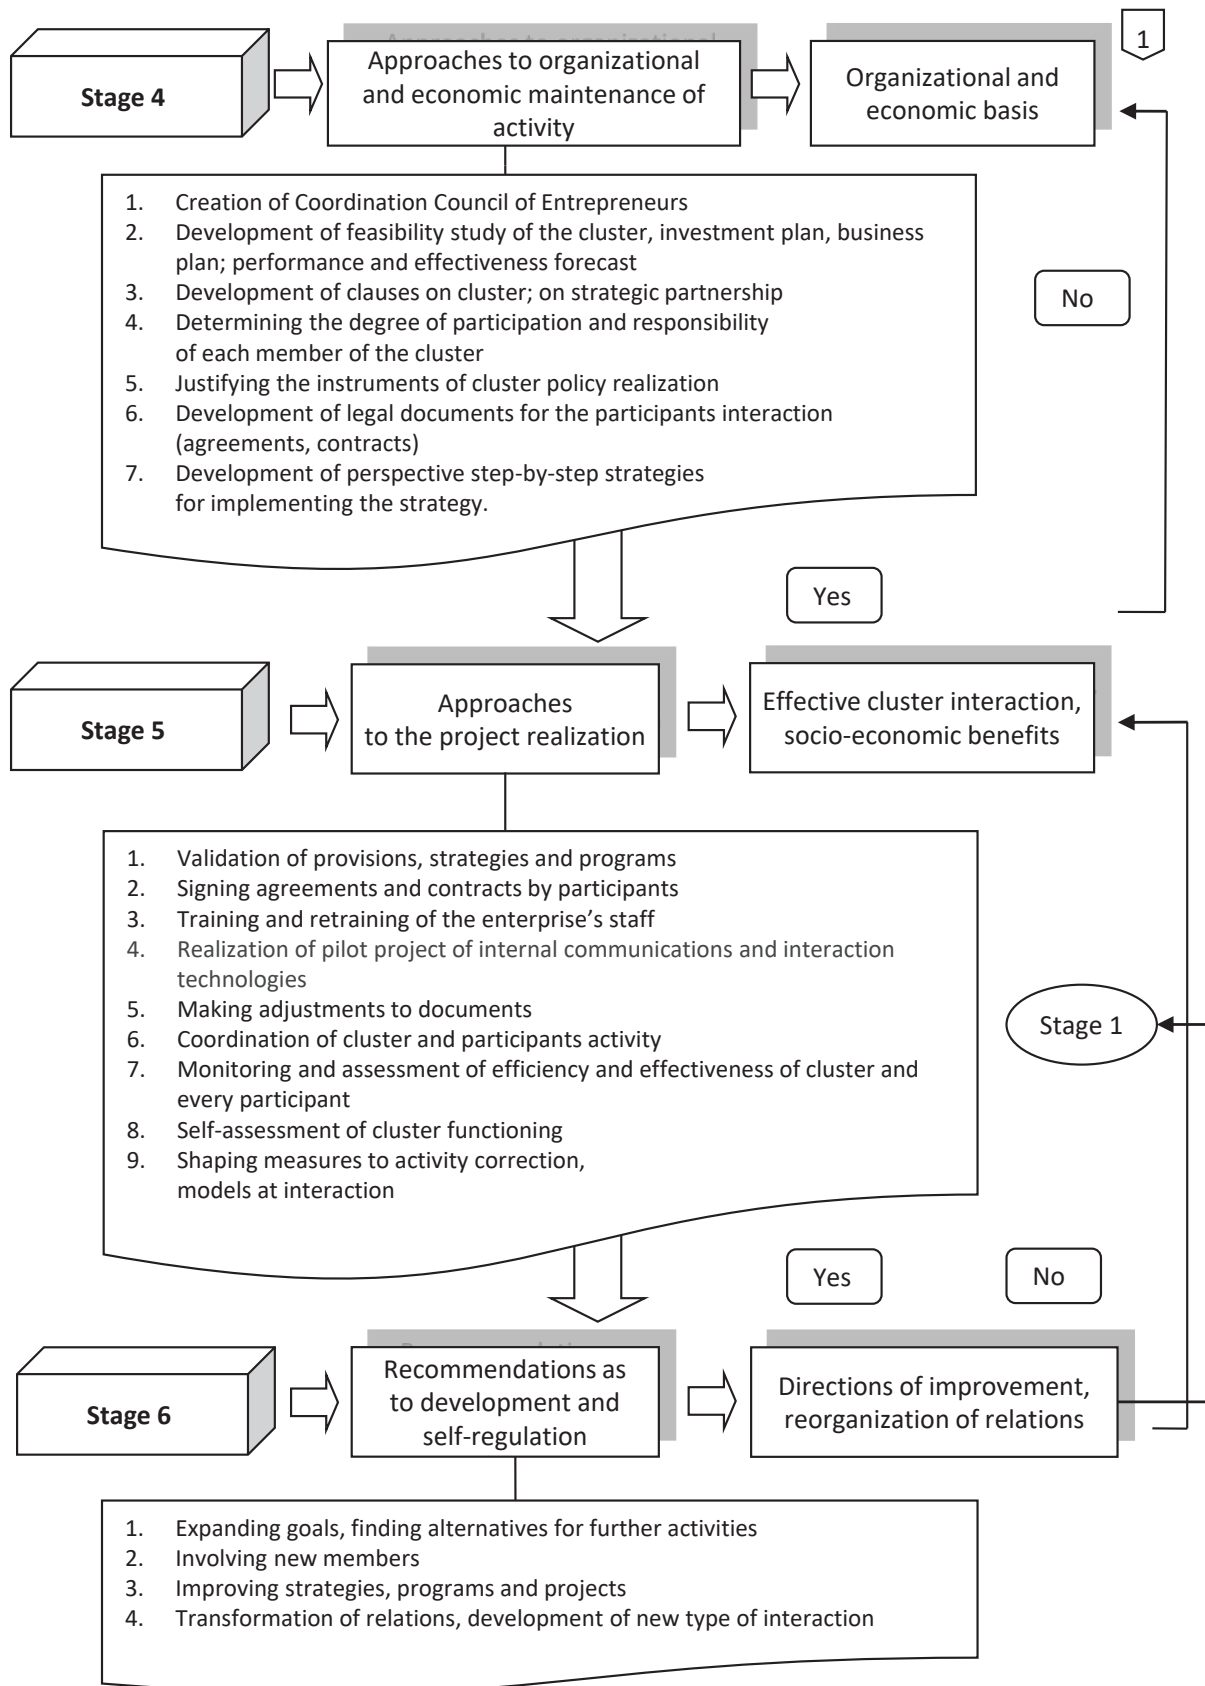 1
Stage 4
Approaches to organizational
and economic maintenance of
activity
Organizational and
economic basis
1. Creation of Coordination Council of Entrepreneurs
2. Development of feasibility study of the cluster, investment plan, business
plan; performance and effectiveness forecast
3. Development of clauses on cluster; on strategic partnership
4. Determining the degree of participation and responsibility
of each member of the cluster
5. Justifying the instruments of cluster policy realization
6. Development of legal documents for the participants interaction
(agreements, contracts)
7. Development of perspective step-by-step strategies
for implementing the strategy.
No
Yes
Stage 5
Approaches
to the project realization
Effective cluster interaction,
socio-economic benefits
1. Validation of provisions, strategies and programs
2. Signing agreements and contracts by participants
3. Training and retraining of the enterprise’s staff
4. Realization of pilot project of internal communications and interaction
technologies
5. Making adjustments to documents
6. Coordination of cluster and participants activity
7. Monitoring and assessment of efficiency and effectiveness of cluster and
every participant
8. Self-assessment of cluster functioning
9. Shaping measures to activity correction,
models at interaction
Stage 1
Yes
No
Stage 6
Recommendations as
to development and
self-regulation
Directions of improvement,
reorganization of relations
1. Expanding goals, finding alternatives for further activities
2. Involving new members
3. Improving strategies, programs and projects
4. Transformation of relations, development of new type of interaction